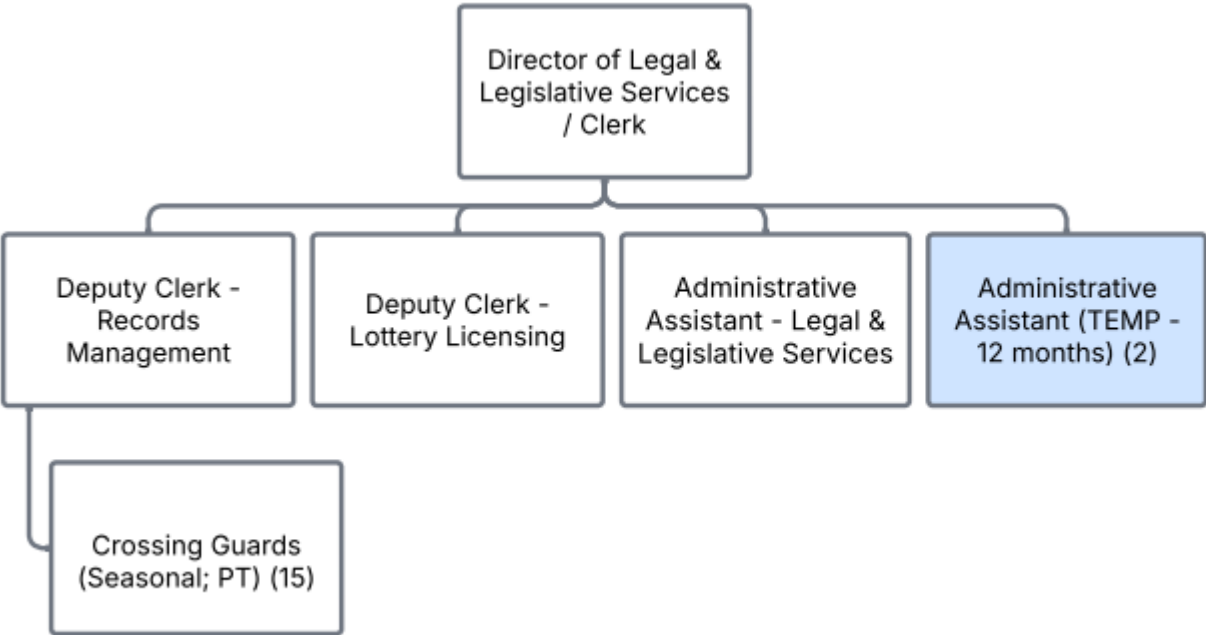 Director of Legal &
Legislative Services
/ Clerk
Deputy Clerk -
Records
Management
Deputy Clerk -
Lottery Licensing
Administrative
Assistant - Legal &
Legislative Services
Administrative
Assistant (TEMP -
12 months) (2)
Crossing Guards
(Seasonal; PT) (15)